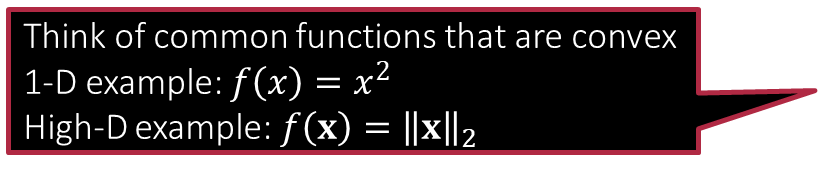 Think of common functions that are convex
1-D example: f(x) = x²
High-D example: f(𝐱) = ‖𝐱‖₂